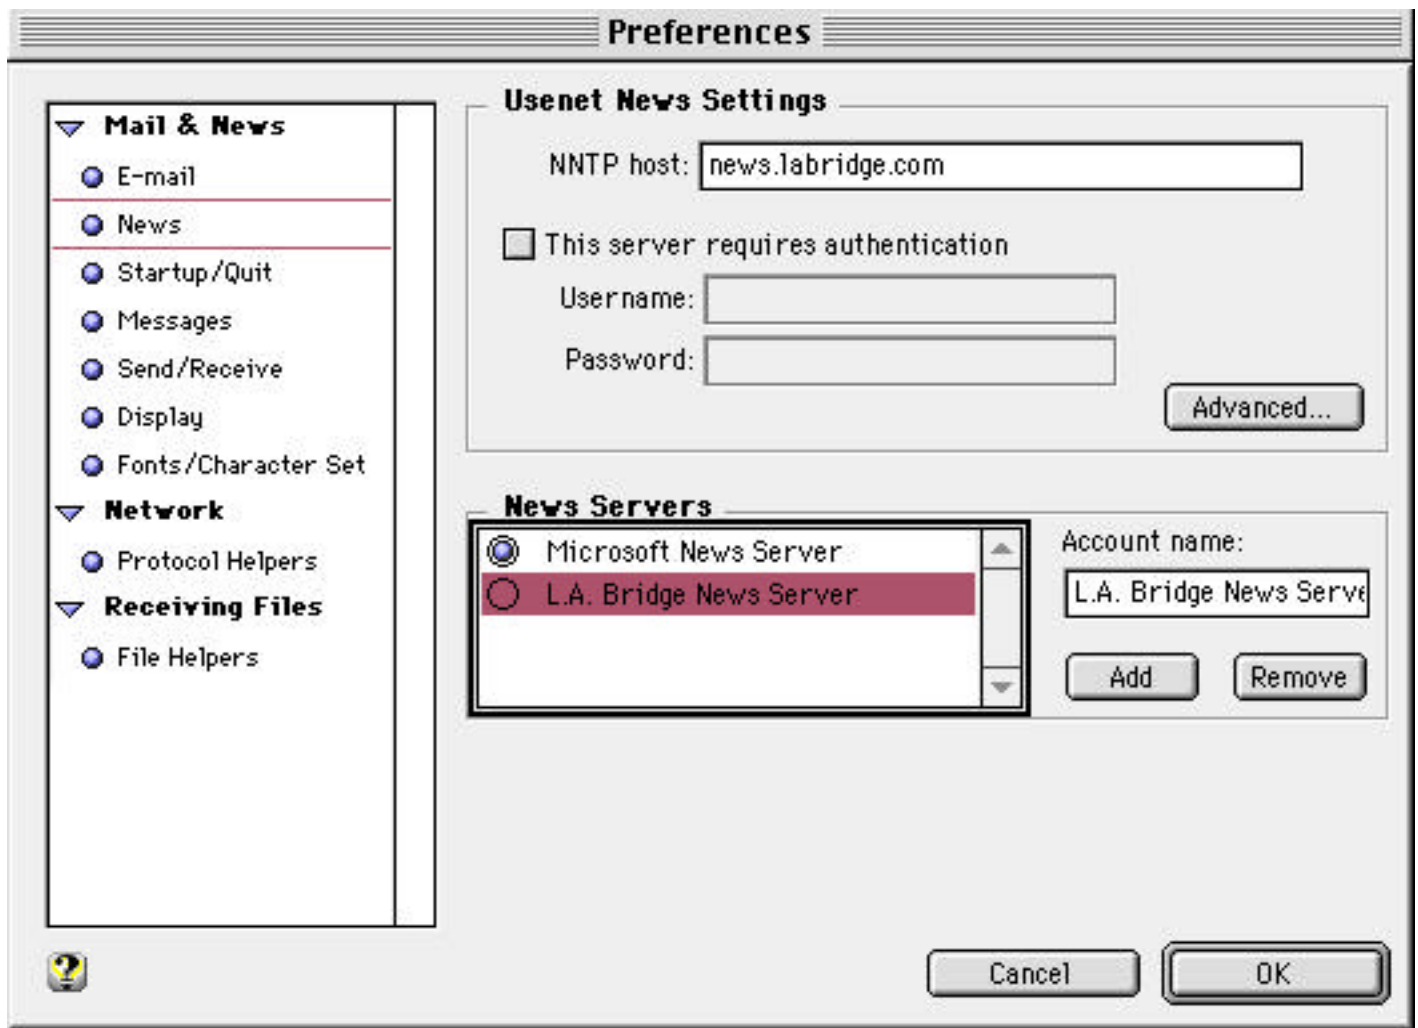 Preferences
Mail & News
E-mail
News
Startup/Quit
Messages
Send/Receive
Display
Fonts/Character Set
Network
Protocol Helpers
Receiving Files
File Helpers
Usenet News Settings
NNTP host: news.labridge.com
This server requires authentication
Username:
Password:
Advanced...
News Servers
Microsoft News Server
L.A. Bridge News Server
Account name:
L.A. Bridge News Serve
Add Remove
? Cancel OK